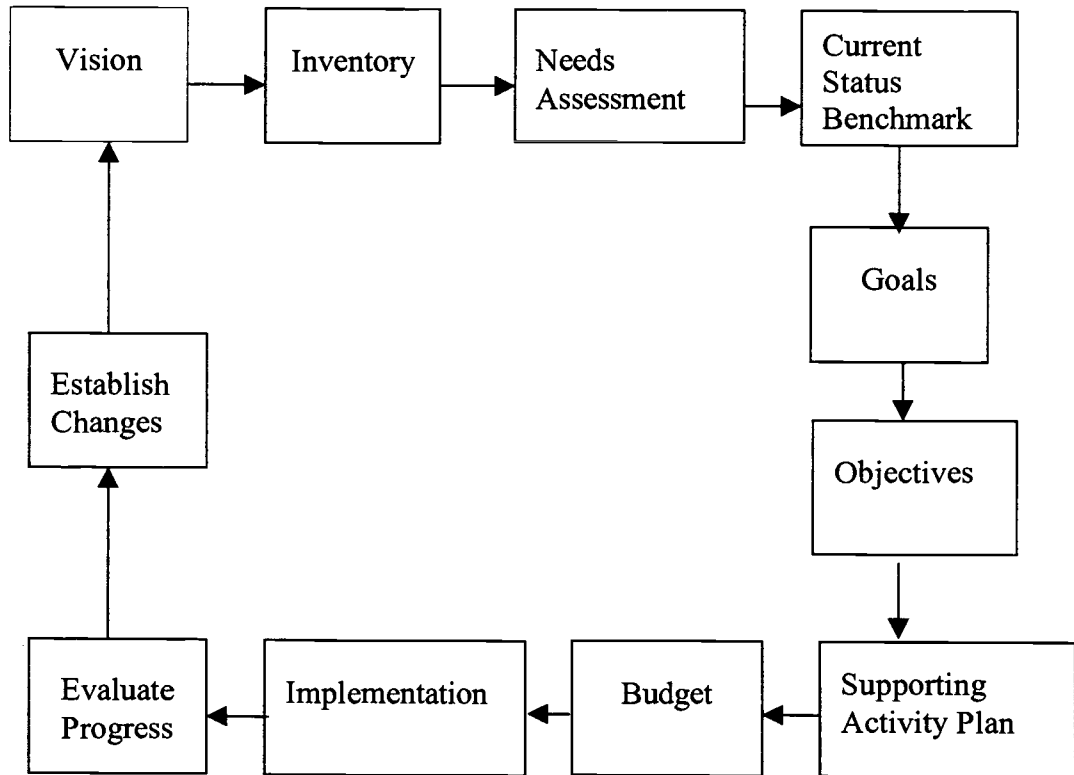 Vision
Inventory
Needs
Assessment
Current
Status
Benchmark
Goals
Objectives
Supporting
Activity Plan
Budget
Implementation
Evaluate
Progress
Establish
Changes